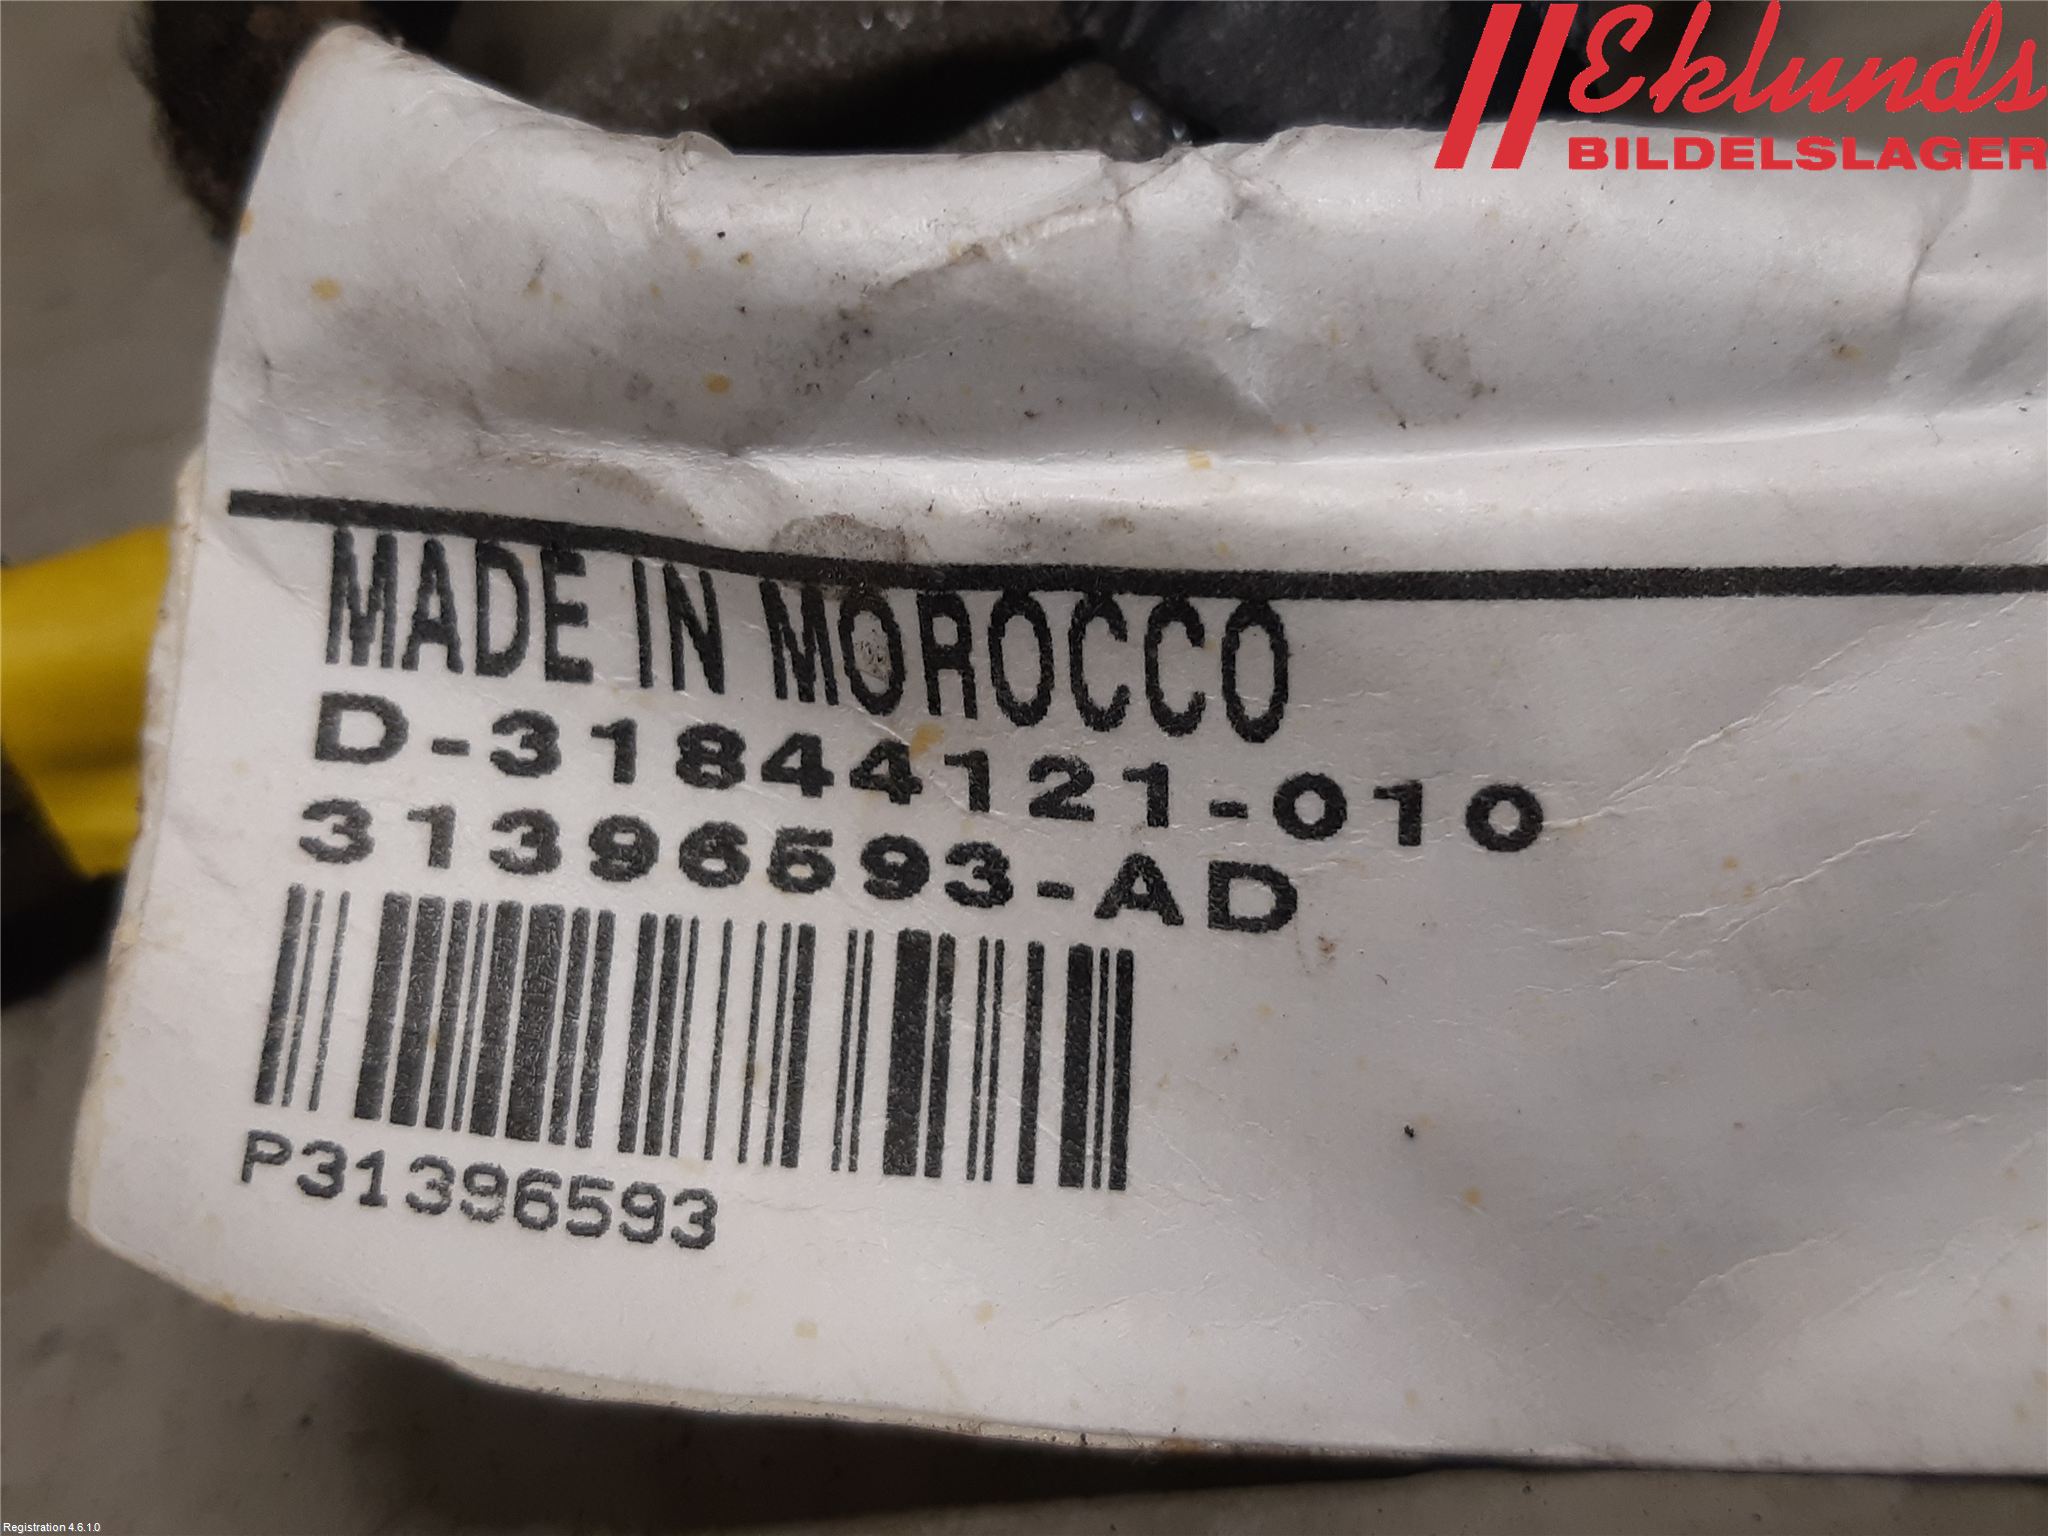 Eklunds
BILDELSLAGER
MADE IN MOROCCO
D-31844121-010
31396593-AD
P31396593
Registration 4.6.1.0